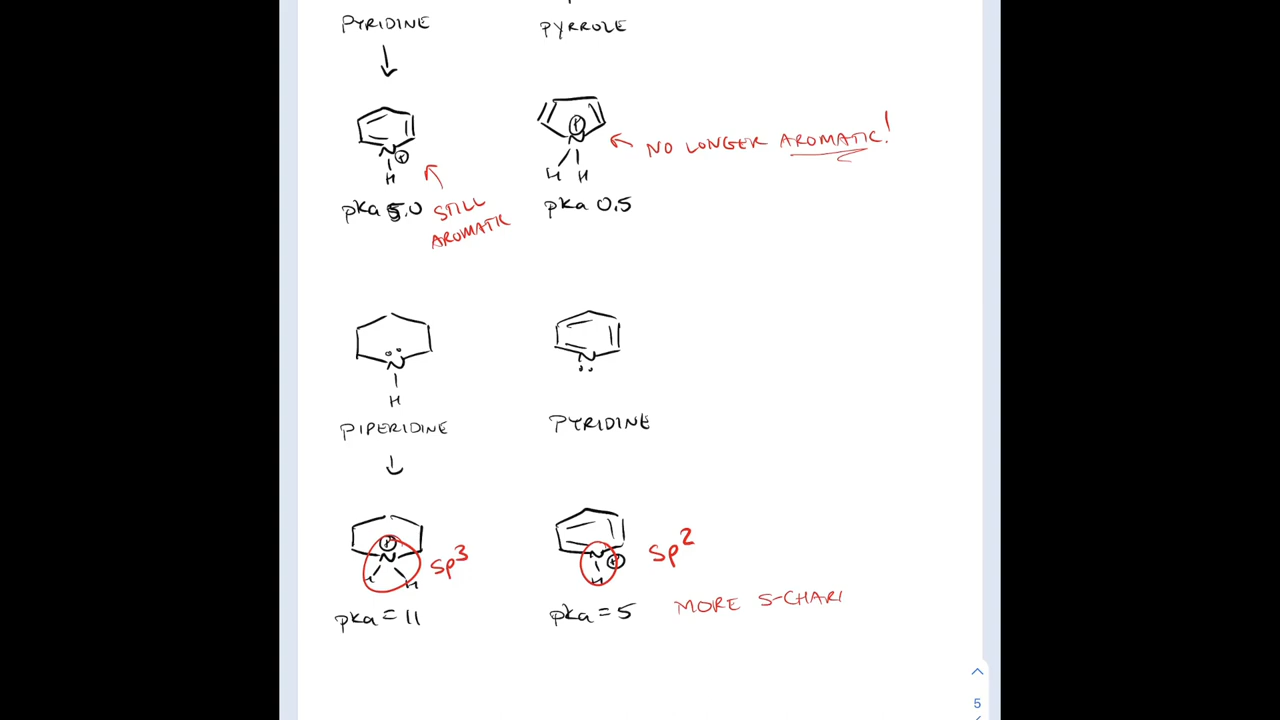 PYRIDINE
PYRROLE
N
H
pka 5.0
STILL
AROMATIC
N
H H
pka 0.5
NO LONGER AROMATIC!
N
H
PIPERIDINE
N
PYRIDINE
N
H H
sp3
pka = 11
N
H
sp2
pka = 5
MORE S-CHAR
5